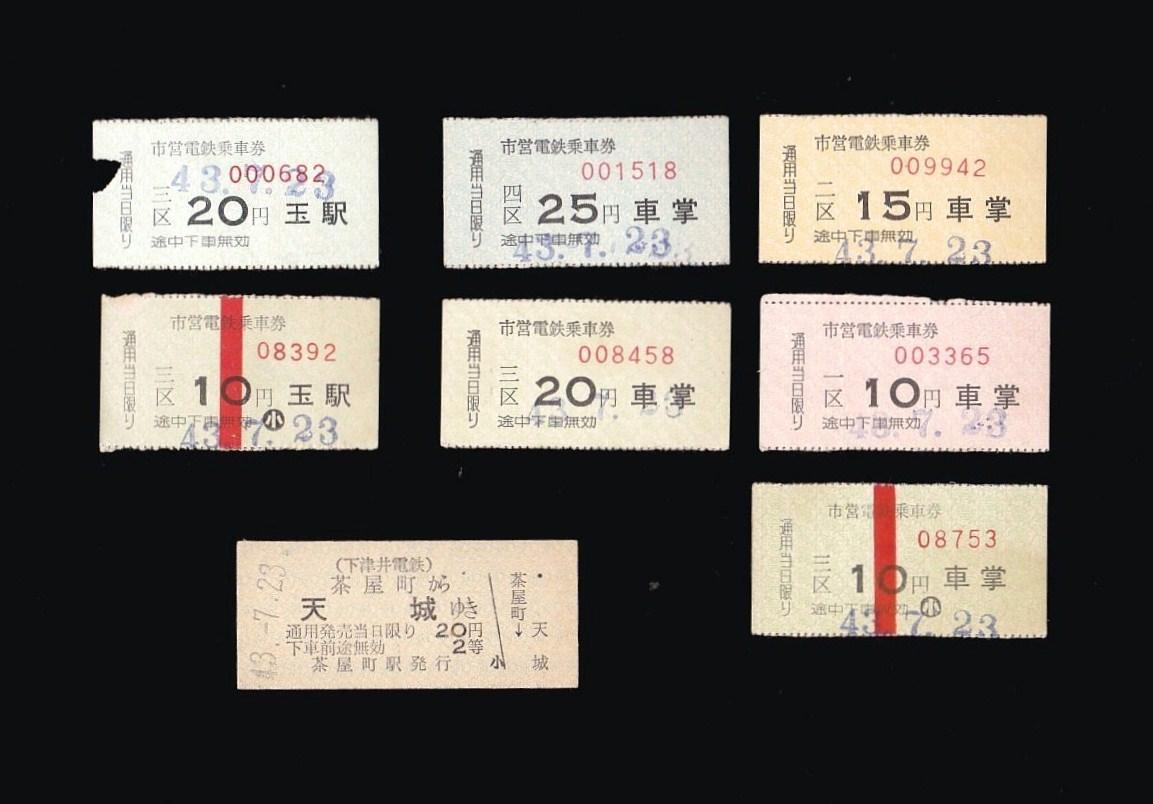 市営電鉄乗車券
000682
43.7.23
三区 20円 玉駅
途中下車無効
通用当日限り
市営電鉄乗車券
001518
四区 25円 車掌
途中下車無効
43.7.23
通用当日限り
市営電鉄乗車券
009942
二区 15円 車掌
途中下車無効
43.7.23
通用当日限り
市営電鉄乗車券
08392
三区 10円 玉駅
途中下車無効 小
43.7.23
通用当日限り
市営電鉄乗車券
008458
三区 20円 車掌
途中下車無効
43.7.23
通用当日限り
市営電鉄乗車券
003365
一区 10円 車掌
途中下車無効
43.7.23
通用当日限り
市営電鉄乗車券
08753
三区 10円 車掌
途中下車無効 小
43.7.23
通用当日限り
43.-7.23
(下津井電鉄)
茶屋町から
天城ゆき
通用発売当日限り 20円
下車前途無効 2等
茶屋町駅発行 小
茶屋町→天城